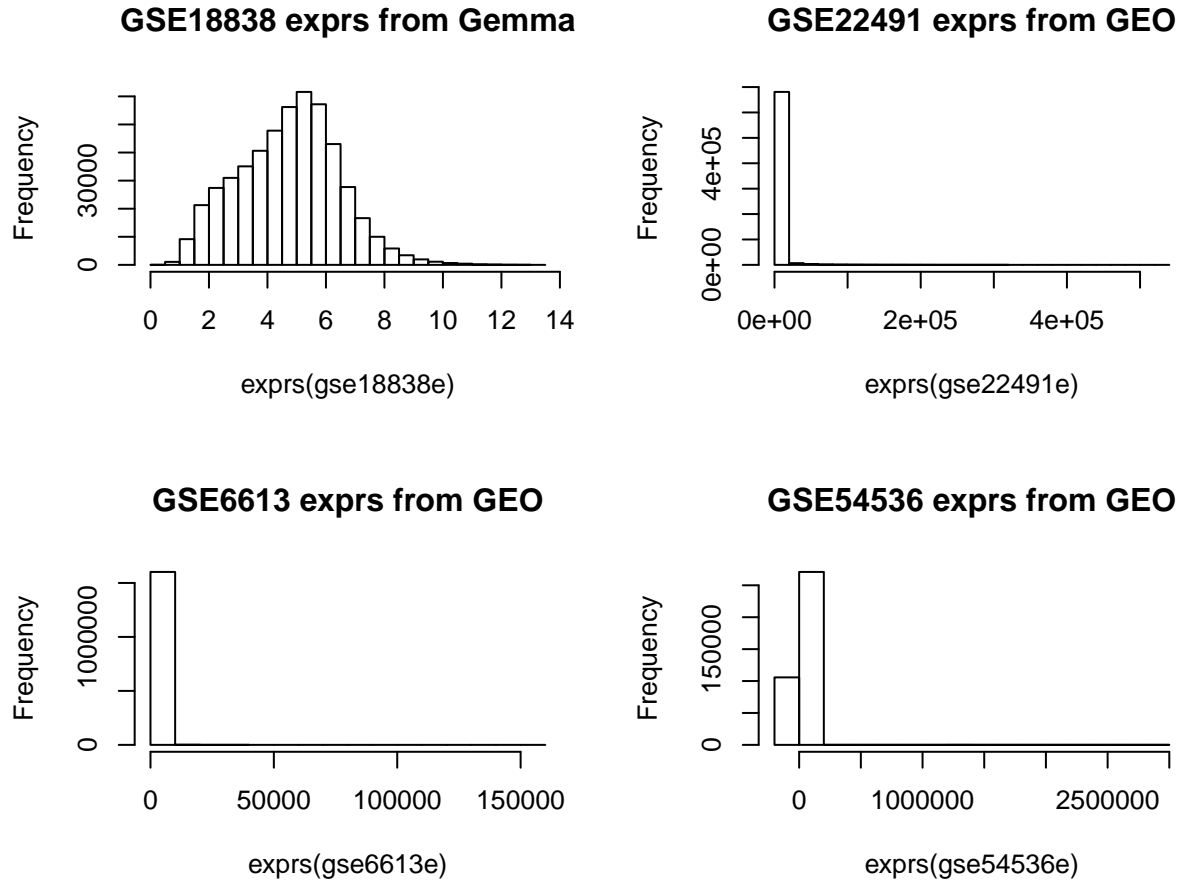 GSE18838 exprs from Gemma
Frequency
0 30000
0 2 4 6 8 10 12 14
exprs(gse18838e)
GSE22491 exprs from GEO
Frequency
0e+00 4e+05
0e+00 2e+05 4e+05
exprs(gse22491e)
GSE6613 exprs from GEO
Frequency
0 1000000
0 50000 100000 150000
exprs(gse6613e)
GSE54536 exprs from GEO
Frequency
0 150000
0 1000000 2500000
exprs(gse54536e)